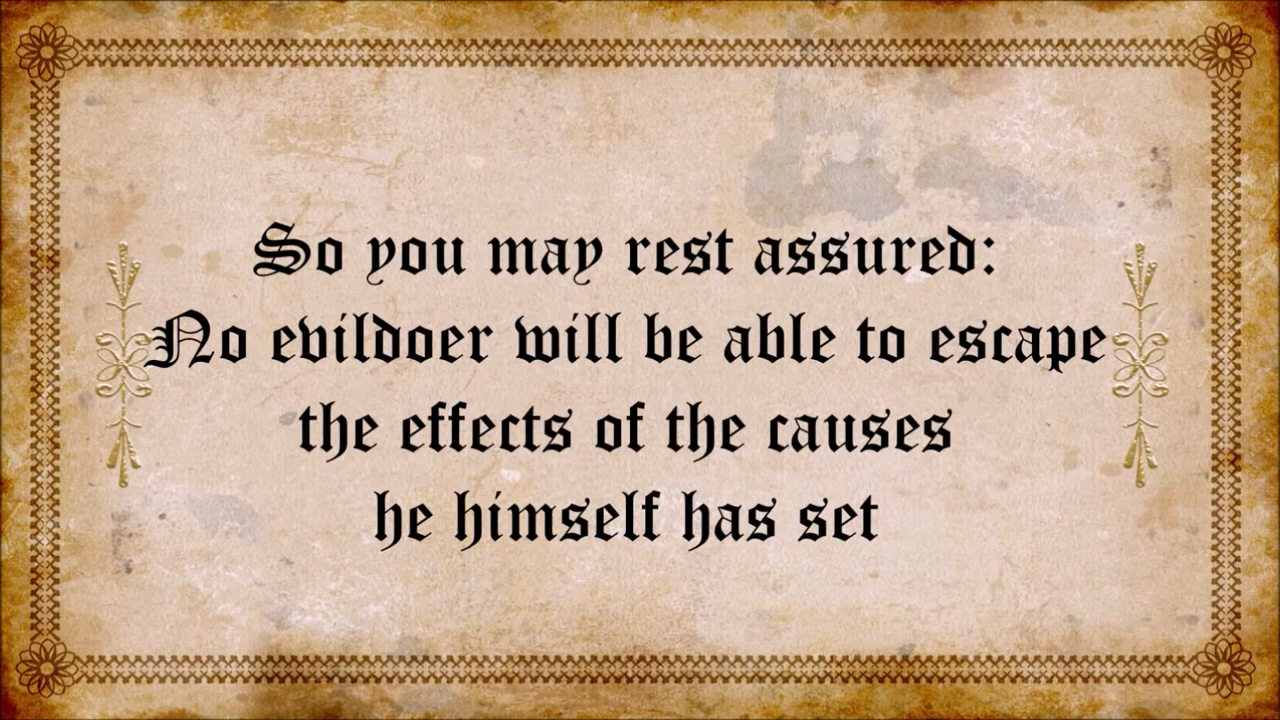 So you may rest assured:
No evildoer will be able to escape
the effects of the causes
he himself has set